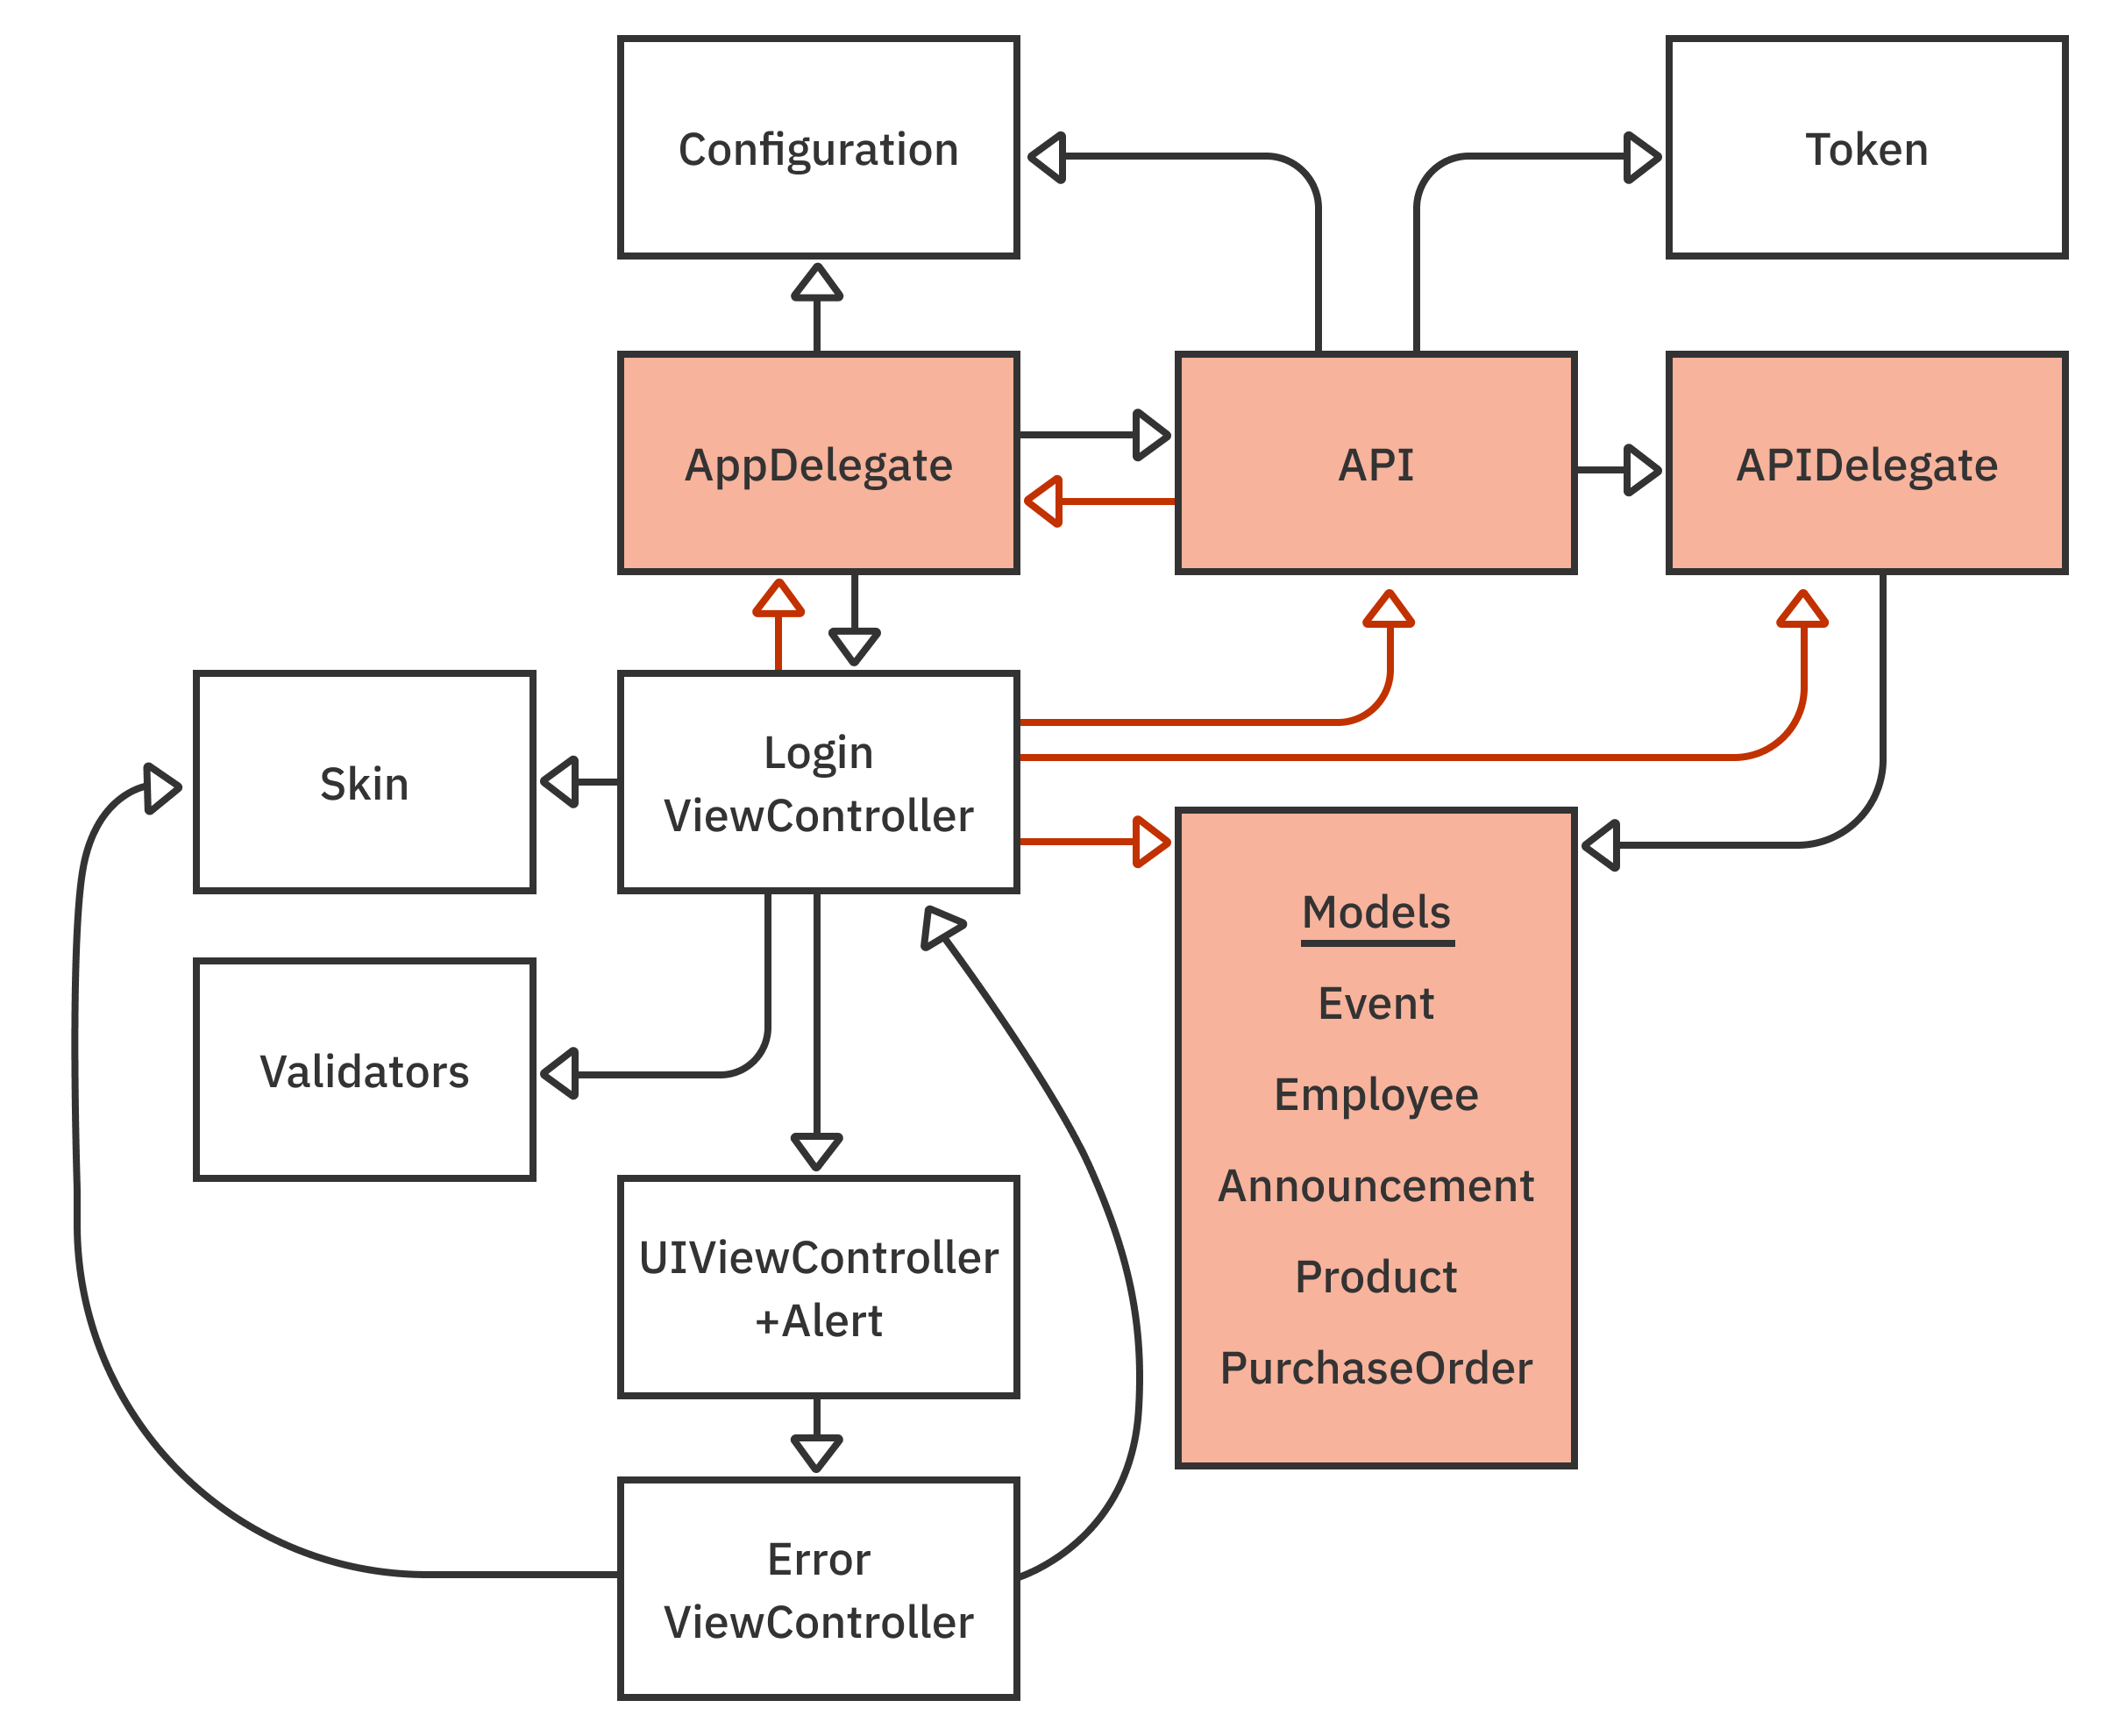 Configuration
Token
AppDelegate
API
APIDelegate
Skin
Login
ViewController
Validators
Models
Event
Employee
Announcement
Product
PurchaseOrder
UIViewController
+Alert
Error
ViewController